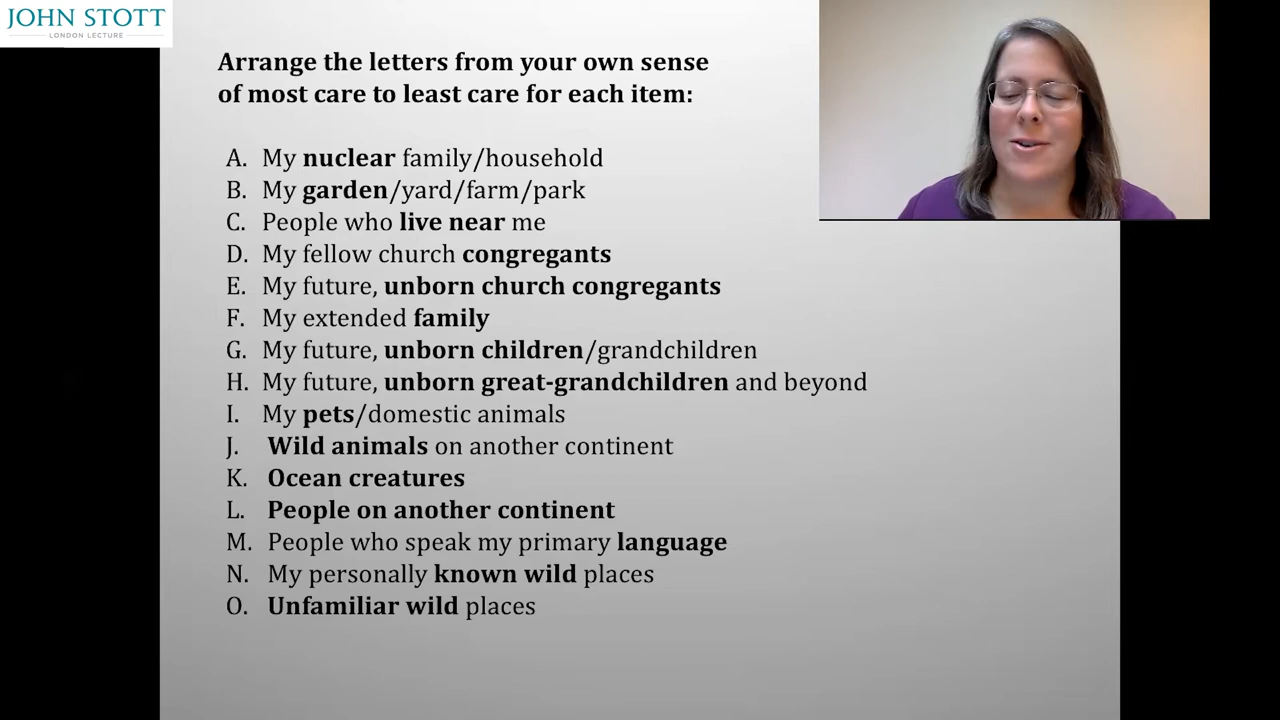 JOHN STOTT
LONDON LECTURE
Arrange the letters from your own sense
of most care to least care for each item:
A. My nuclear family/household
B. My garden/yard/farm/park
C. People who live near me
D. My fellow church congregants
E. My future, unborn church congregants
F. My extended family
G. My future, unborn children/grandchildren
H. My future, unborn great-grandchildren and beyond
I. My pets/domestic animals
J. Wild animals on another continent
K. Ocean creatures
L. People on another continent
M. People who speak my primary language
N. My personally known wild places
O. Unfamiliar wild places